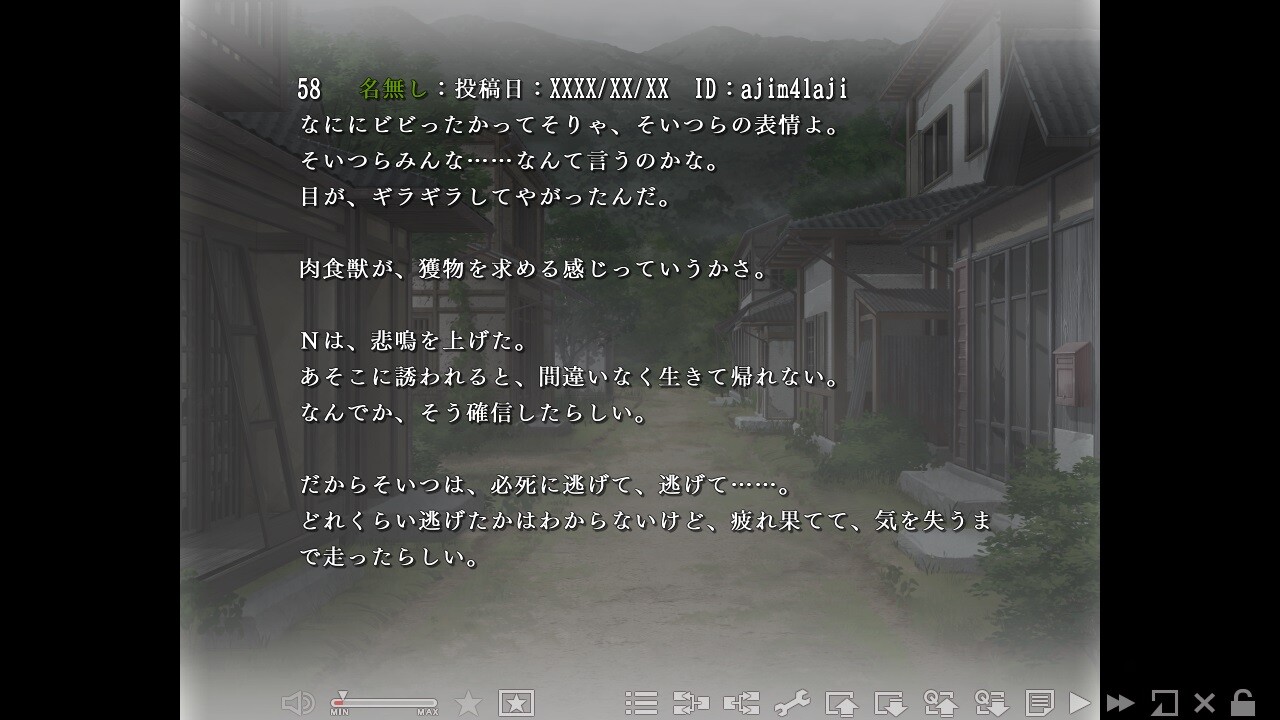 58　名無し：投稿日：XXXX/XX/XX　ID：ajim41aji
なににビビったかってそりゃ、そいつらの表情よ。
そいつらみんな……なんて言うのかな。
目が、ギラギラしてやがったんだ。
肉食獣が、獲物を求める感じっていうかさ。
Ｎは、悲鳴を上げた。
あそこに誘われると、間違いなく生きて帰れない。
なんでか、そう確信したらしい。
だからそいつは、必死に逃げて、逃げて……。
どれくらい逃げたかはわからないけど、疲れ果てて、気を失うま
で走ったらしい。
MIN MAX